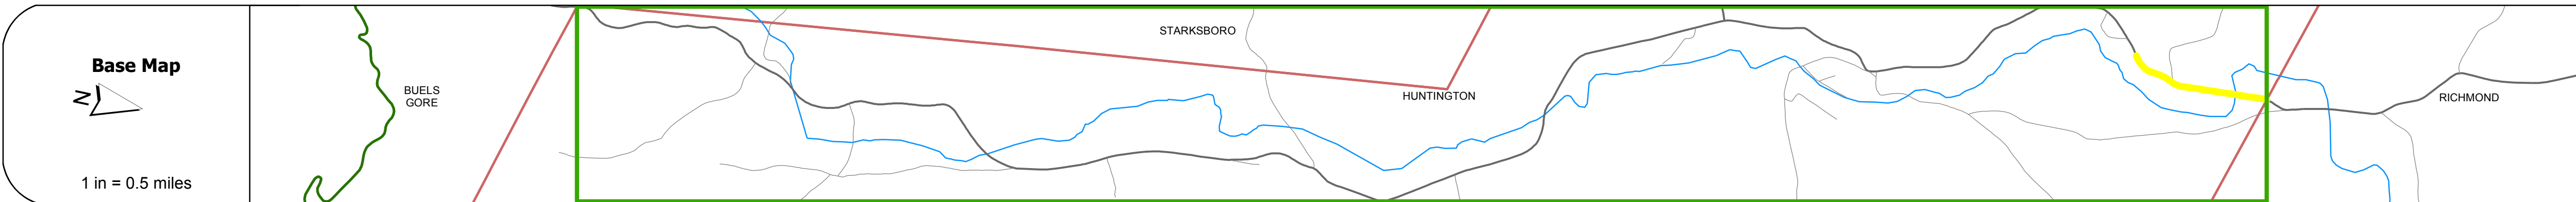 Base Map
N
1 in = 0.5 miles
BUELS
GORE
STARKSBORO
HUNTINGTON
RICHMOND